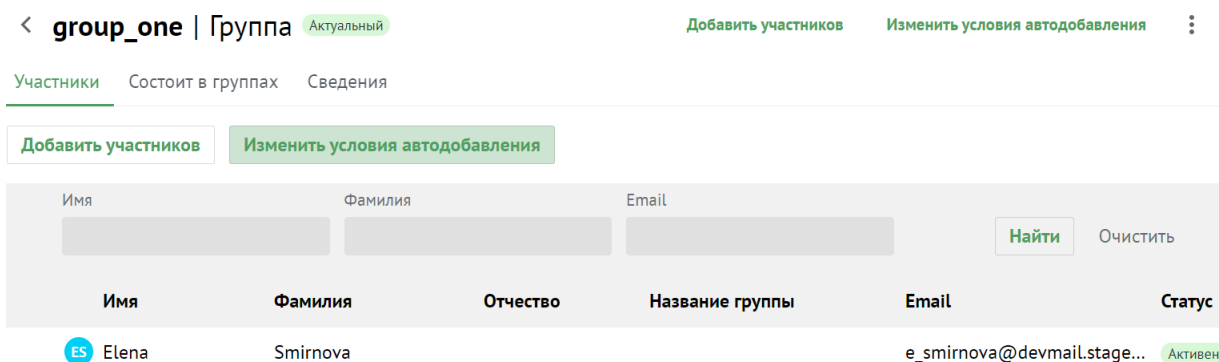 group_one | Группа Актуальный Добавить участников Изменить условия автодобавления
Участники Состоит в группах Сведения
Добавить участников Изменить условия автодобавления
Имя Фамилия Email
Найти Очистить
Имя Фамилия Отчество Название группы Email Статус
ES Elena Smirnova e_smirnova@devmail.stage... Активен